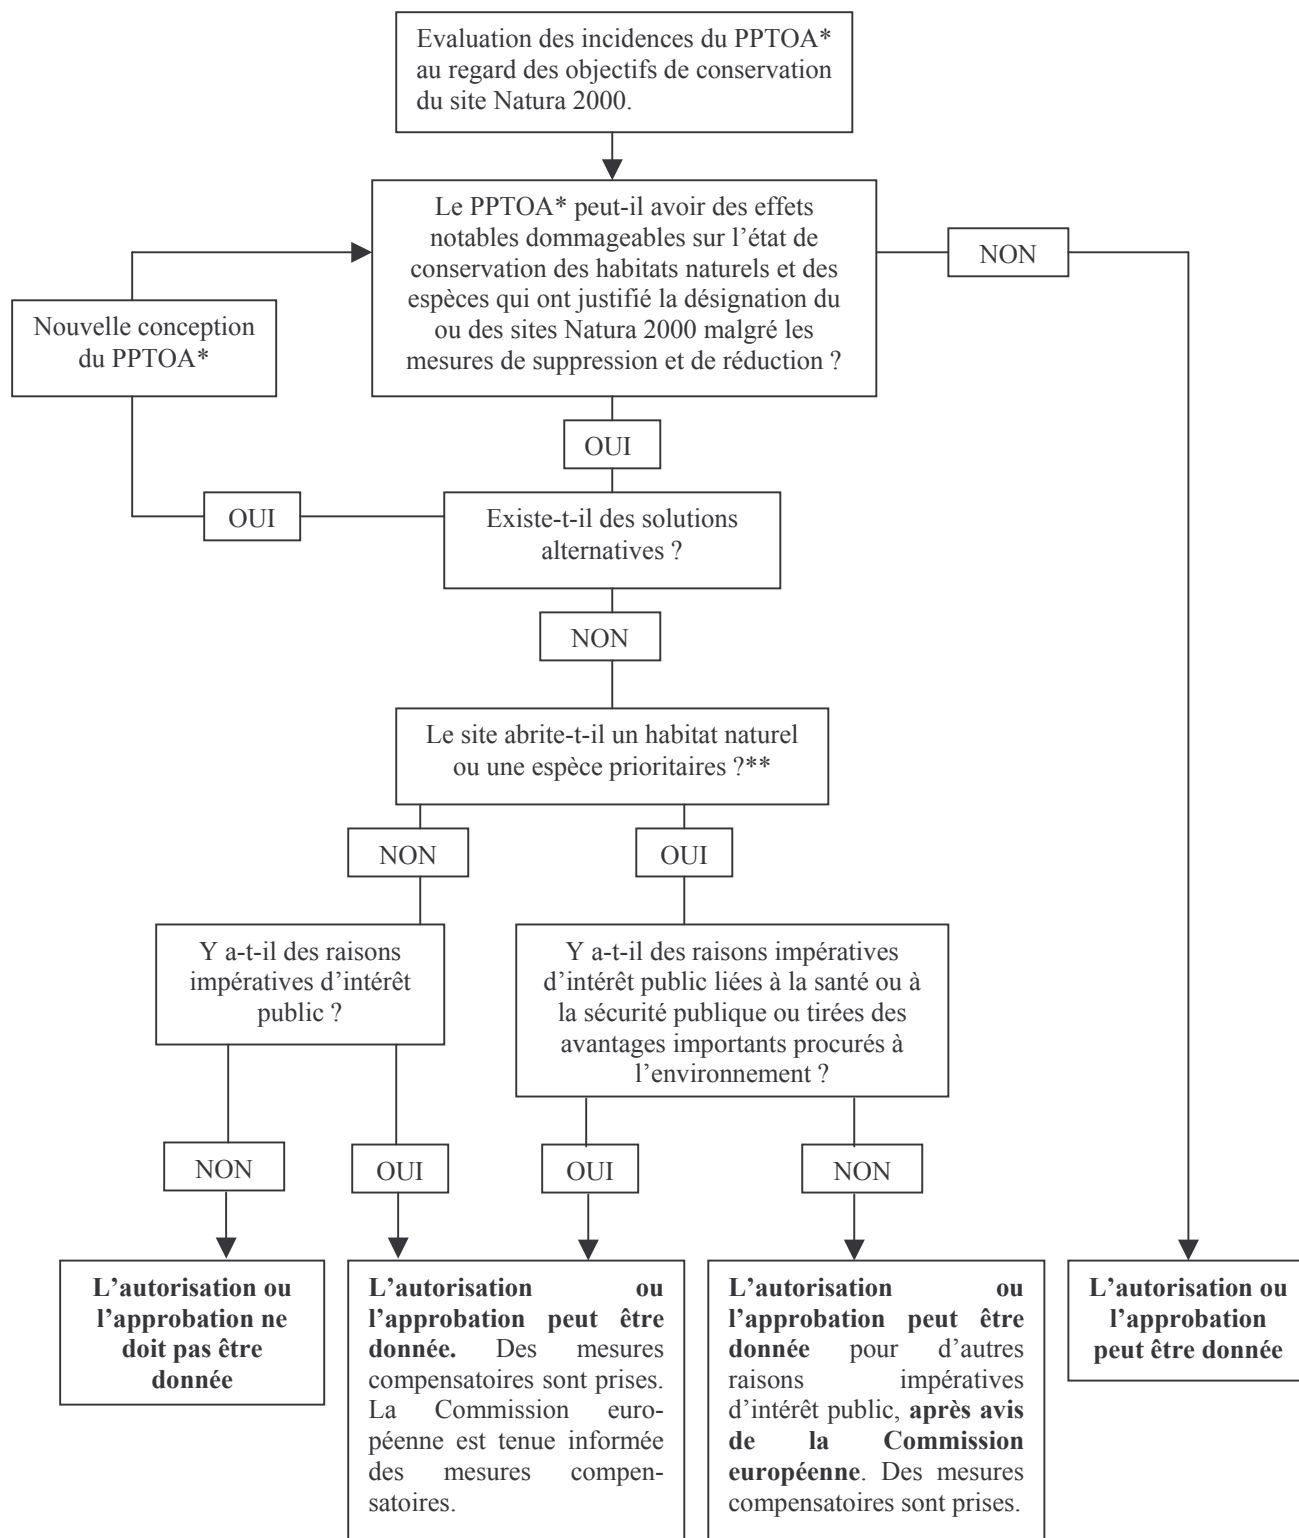 Evaluation des incidences du PPTOA*
au regard des objectifs de conservation
du site Natura 2000.
Le PPTOA* peut-il avoir des effets
notables dommageables sur l’état de
conservation des habitats naturels et des
espèces qui ont justifié la désignation du
ou des sites Natura 2000 malgré les
mesures de suppression et de réduction ?
NON
Nouvelle conception
du PPTOA*
OUI
OUI
Existe-t-il des solutions
alternatives ?
NON
Le site abrite-t-il un habitat naturel
ou une espèce prioritaires ?**
NON
OUI
Y a-t-il des raisons
impératives d’intérêt
public ?
Y a-t-il des raisons impératives
d’intérêt public liées à la santé ou à
la sécurité publique ou tirées des
avantages importants procurés à
l’environnement ?
NON
OUI
OUI
NON
L’autorisation ou
l’approbation ne
doit pas être
donnée
L’autorisation ou
l’approbation peut être
donnée. Des mesures
compensatoires sont prises.
La Commission euro-
péenne est tenue informée
des mesures compen-
satoires.
L’autorisation ou
l’approbation peut être
donnée pour d’autres
raisons impératives
d’intérêt public, après avis
de la Commission
européenne. Des mesures
compensatoires sont prises.
L’autorisation ou
l’approbation
peut être donnée